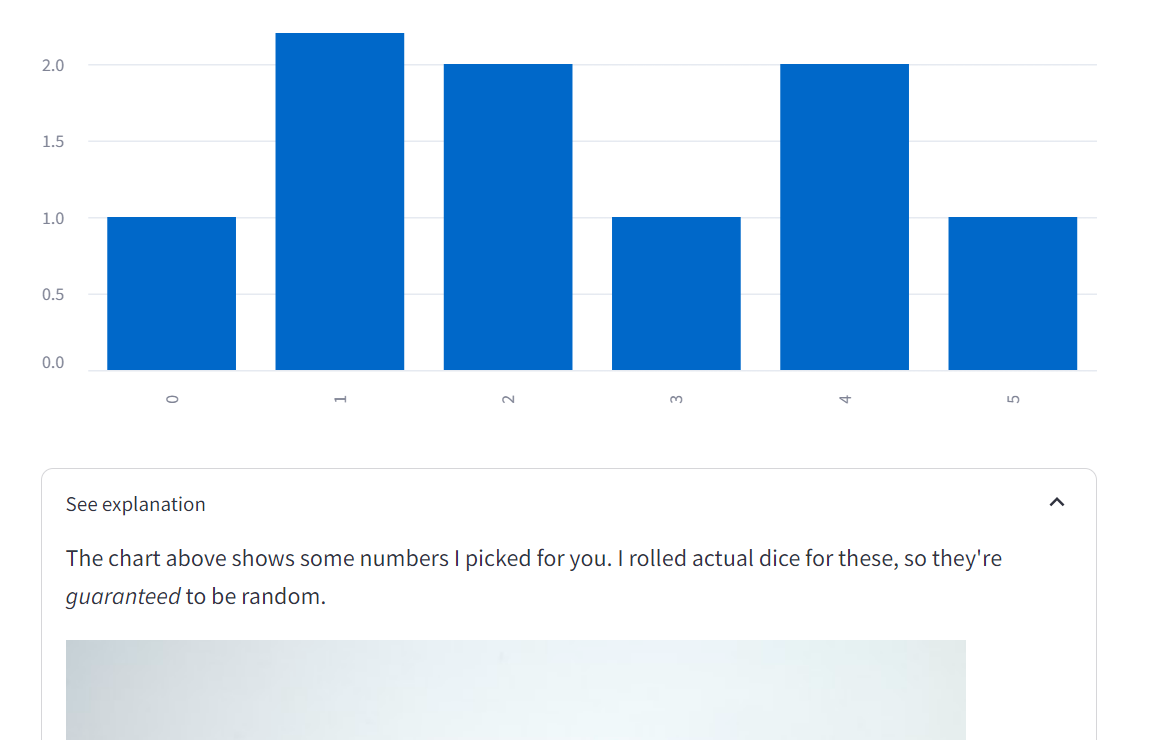 2.0
1.5
1.0
0.5
0.0
0 1 2 3 4 5
See explanation
The chart above shows some numbers I picked for you. I rolled actual dice for these, so they're
guaranteed to be random.